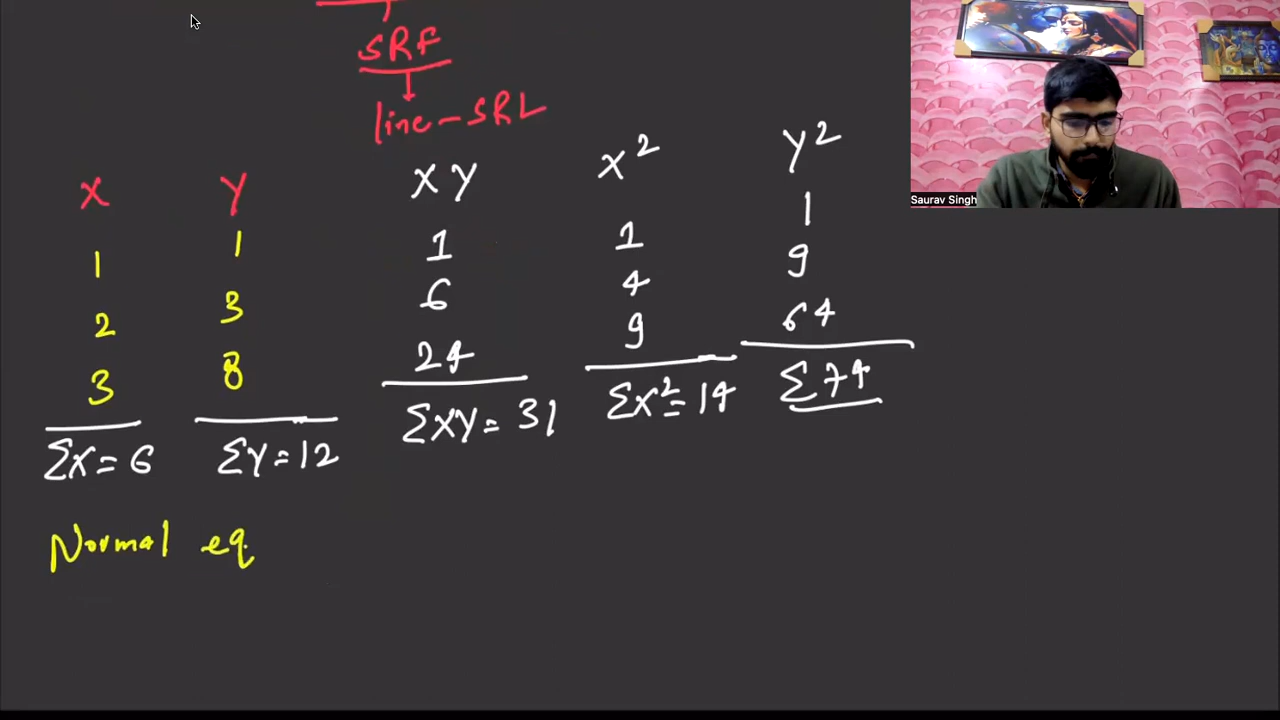 SRF
line-SRL
X Y XY X2 Y2
1 1 1 1 1
2 3 6 4 9
3 8 24 9 64
ΣX=6 ΣY=12 ΣXY=31 ΣX2=14 Σ74
Normal eq
Saurav Singh